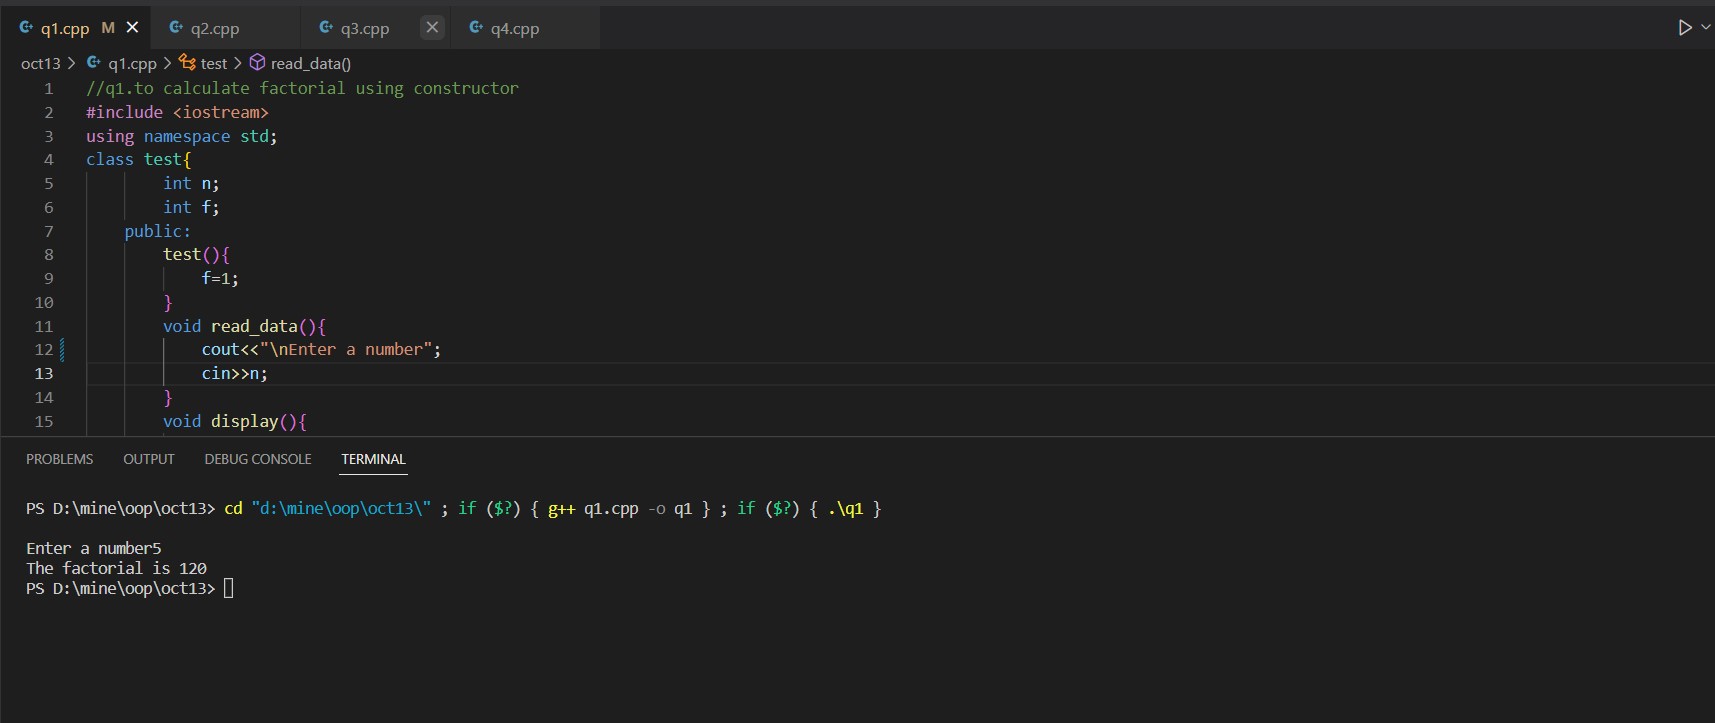 q1.cpp M q2.cpp q3.cpp q4.cpp
oct13 > q1.cpp > test > read_data()
1 //q1.to calculate factorial using constructor
2 #include <iostream>
3 using namespace std;
4 class test{
5 int n;
6 int f;
7 public:
8 test(){
9 f=1;
10 }
11 void read_data(){
12 cout<<"\nEnter a number";
13 cin>>n;
14 }
15 void display(){
PROBLEMS OUTPUT DEBUG CONSOLE TERMINAL
PS D:\mine\oop\oct13> cd "d:\mine\oop\oct13\" ; if ($?) { g++ q1.cpp -o q1 } ; if ($?) { .\q1 }
Enter a number5
The factorial is 120
PS D:\mine\oop\oct13>